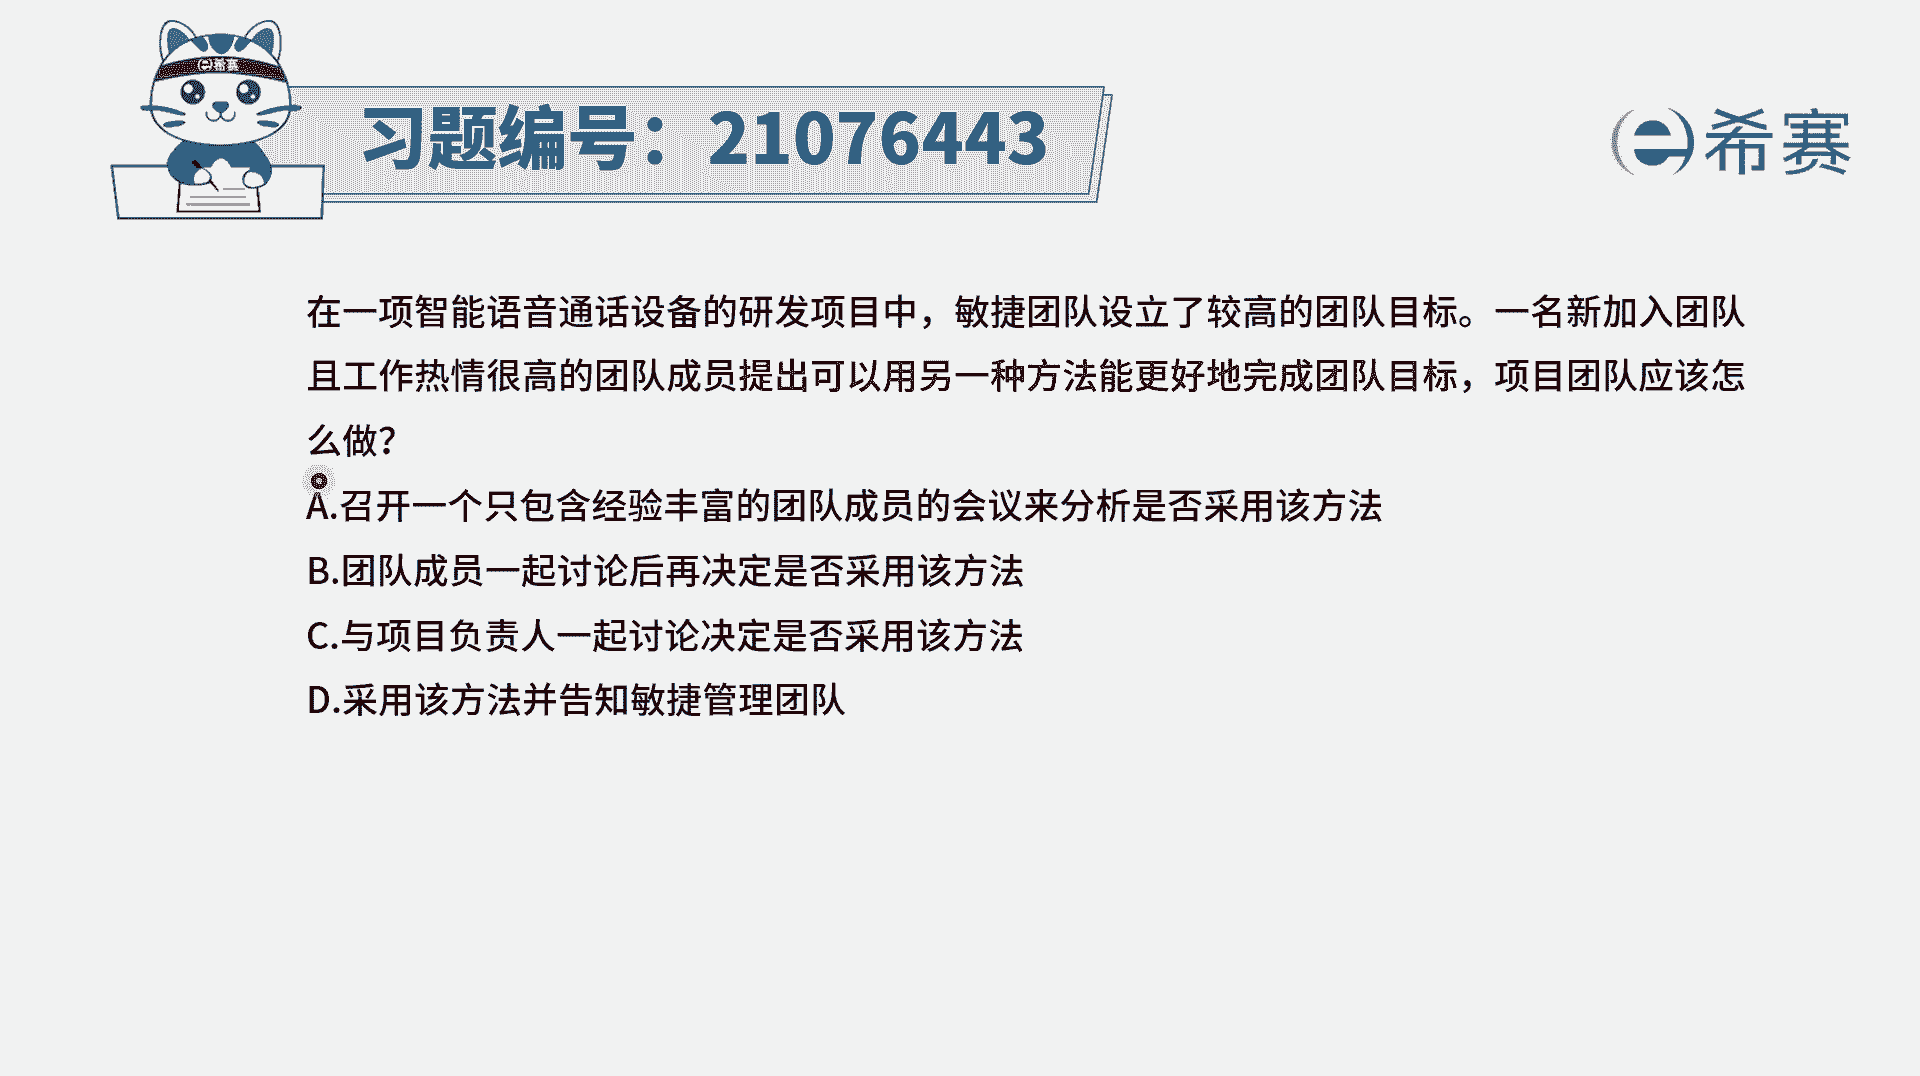 希赛
习题编号：21076443
希赛
在一项智能语音通话设备的研发项目中，敏捷团队设立了较高的团队目标。一名新加入团队
且工作热情很高的团队成员提出可以用另一种方法能更好地完成团队目标，项目团队应该怎
么做？
A.召开一个只包含经验丰富的团队成员的会议来分析是否采用该方法
B.团队成员一起讨论后再决定是否采用该方法
C.与项目负责人一起讨论决定是否采用该方法
D.采用该方法并告知敏捷管理团队